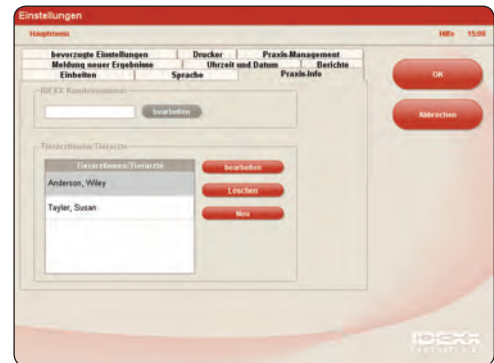 Einstellungen
Hauptmenü Hilfe 15:08
bevorzugte Einstellungen Drucker Praxis-Management
Meldung neuer Ergebnisse Uhrzeit und Datum Berichte
Einheiten Sprache Praxis-Info
OK
IDEXX Kundennummer
bearbeiten
Abbrechen
Tierärztinnen/Tierärzte
Tierärztinnen/Tierärzte bearbeiten
Anderson, Wiley
Löschen
Tayler, Susan
Neu
IDEXX
LABORATORIES